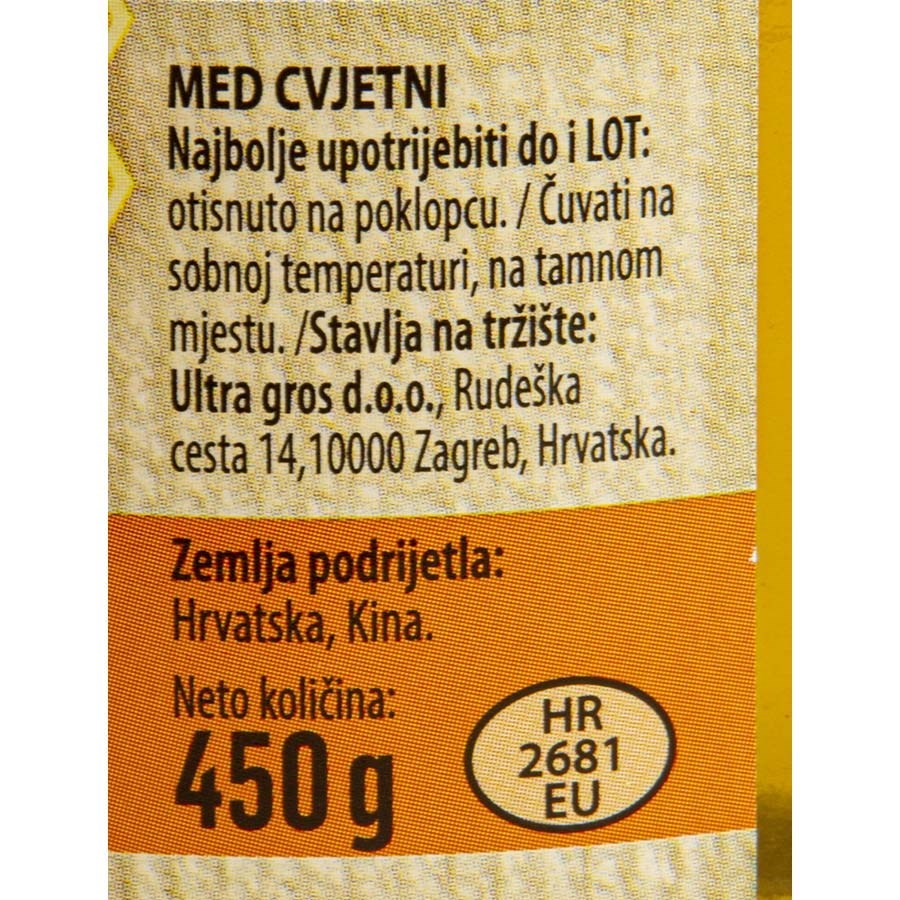 MED CVJETNI
Najbolje upotrijebiti do i LOT:
otisnuto na poklopcu. / Čuvati na
sobnoj temperaturi, na tamnom
mjestu. /Stavlja na tržište:
Ultra gros d.o.o., Rudeška
cesta 14,10000 Zagreb, Hrvatska.
Zemlja podrijetla:
Hrvatska, Kina.
Neto količina:
450 g
HR
2681
EU